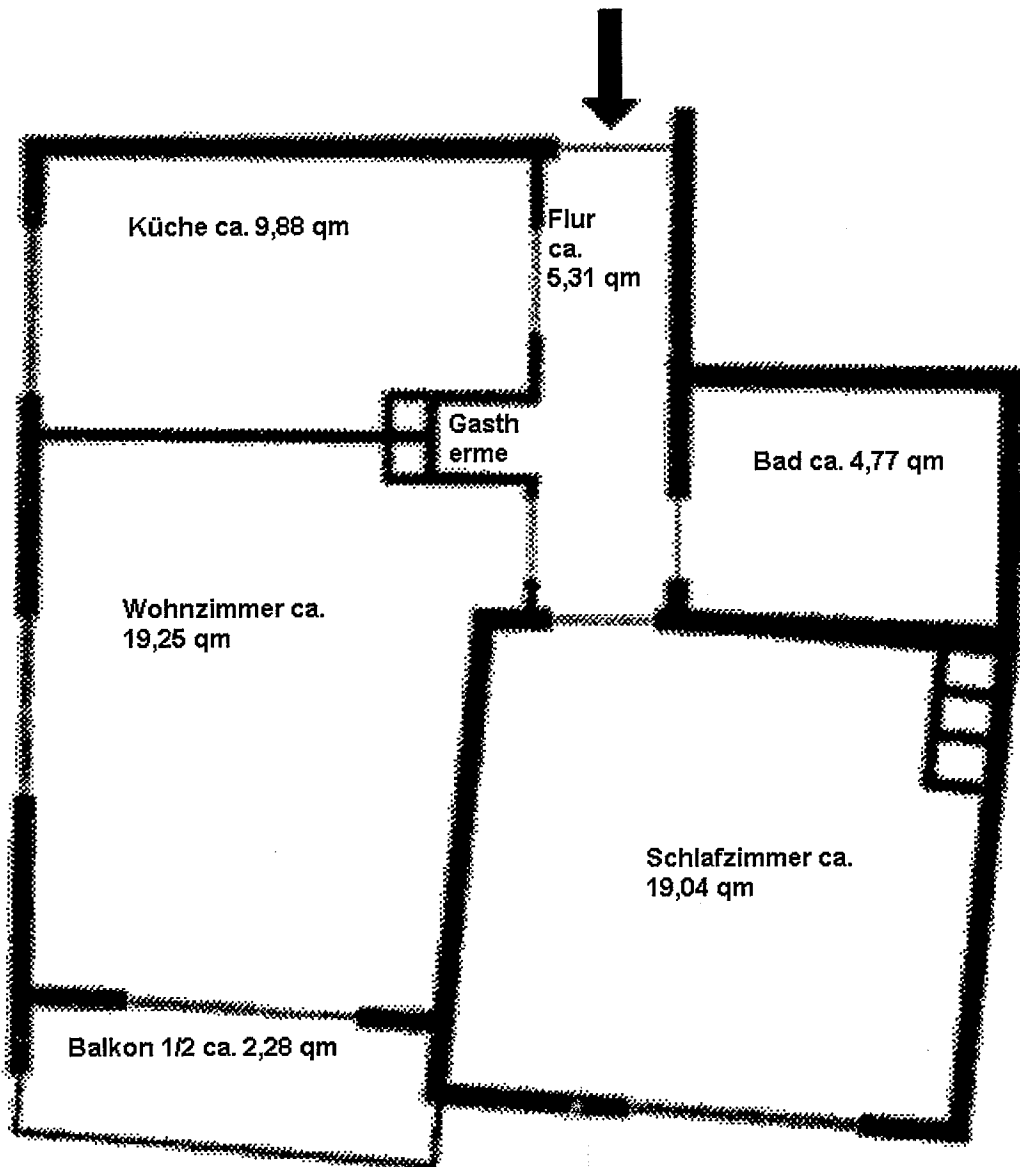 Küche ca. 9,88 qm
Flur
ca.
5,31 qm
Gasth
erme
Bad ca. 4,77 qm
Wohnzimmer ca.
19,25 qm
Schlafzimmer ca.
19,04 qm
Balkon 1/2 ca. 2,28 qm